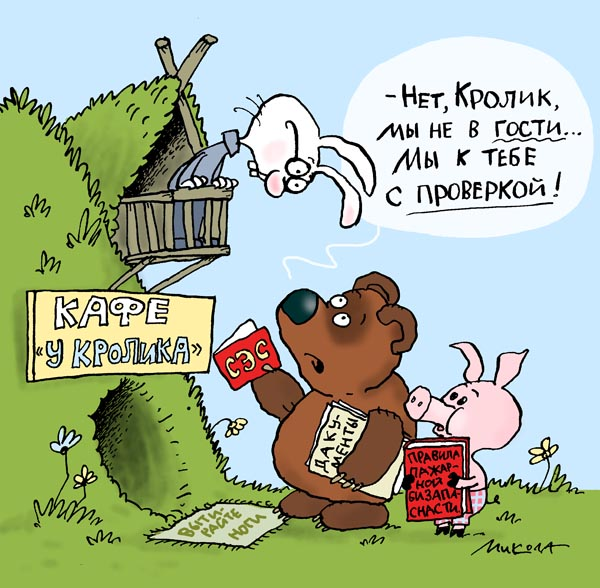 - Нет, Кролик,
мы не в гости...
Мы к тебе
с проверкой!
КАФЕ
«У КРОЛИКА»
СЭС
ДАКУ-
МЕНТЫ
ПРАВИЛА
ПАЖАР-
НОЙ
БИЗАПА-
СНАСТИ
ВЫТИ-
РАЙТЕ
НОГИ
МИКОЛА